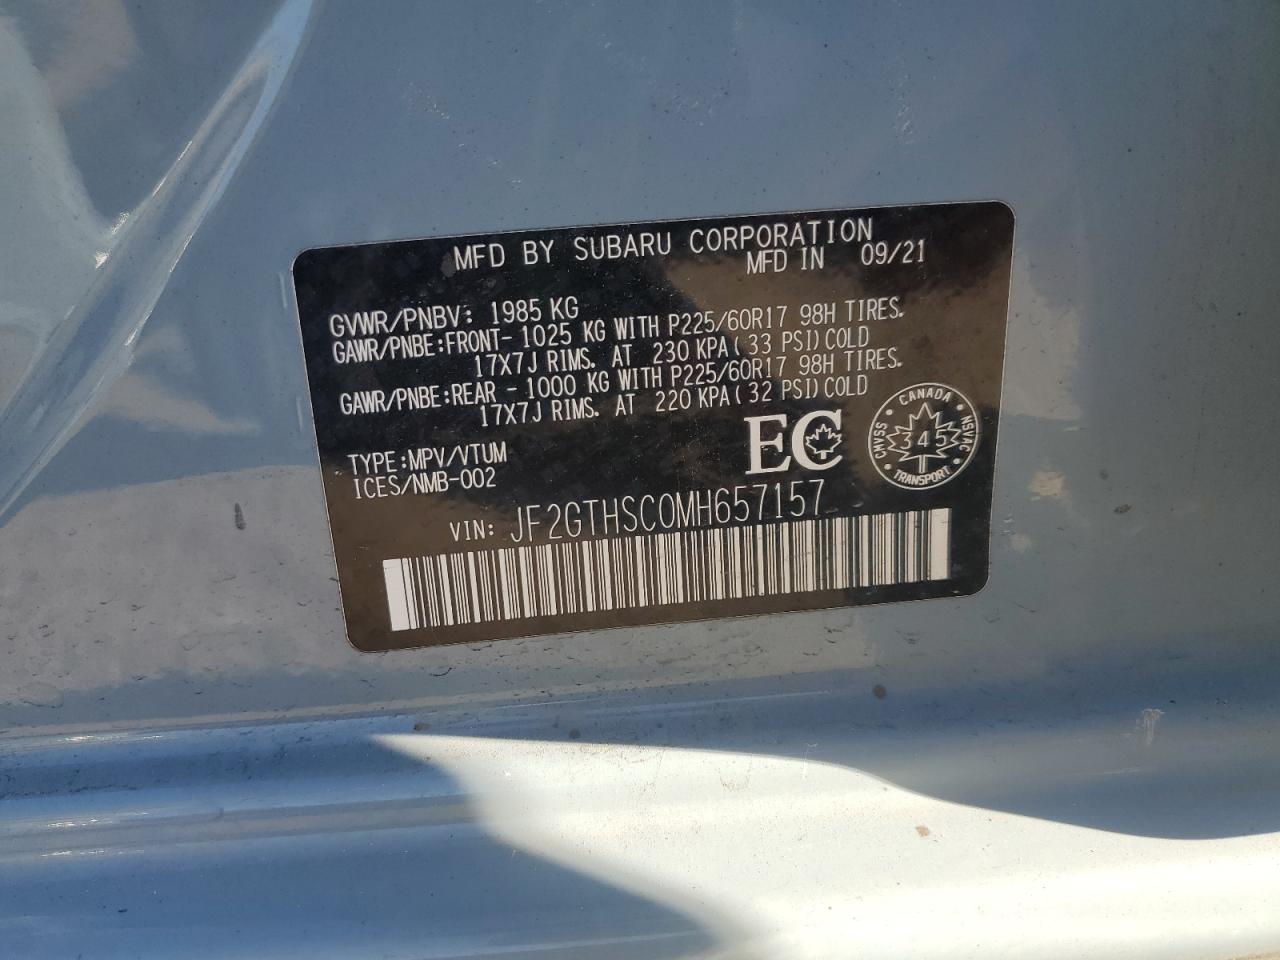 MFD BY SUBARU CORPORATION
MFD IN 09/21
GVWR/PNBV: 1985 KG
GAWR/PNBE:FRONT- 1025 KG WITH P225/60R17 98H TIRES.
17X7J RIMS. AT 230 KPA(33 PSI)COLD
GAWR/PNBE:REAR - 1000 KG WITH P225/60R17 98H TIRES.
17X7J RIMS. AT 220 KPA(32 PSI)COLD
TYPE:MPV/VTUM
ICES/NMB-002
EC
CANADA
CMVSS 345 NSVAC
TRANSPORT
VIN: JF2GTHSC0MH657157